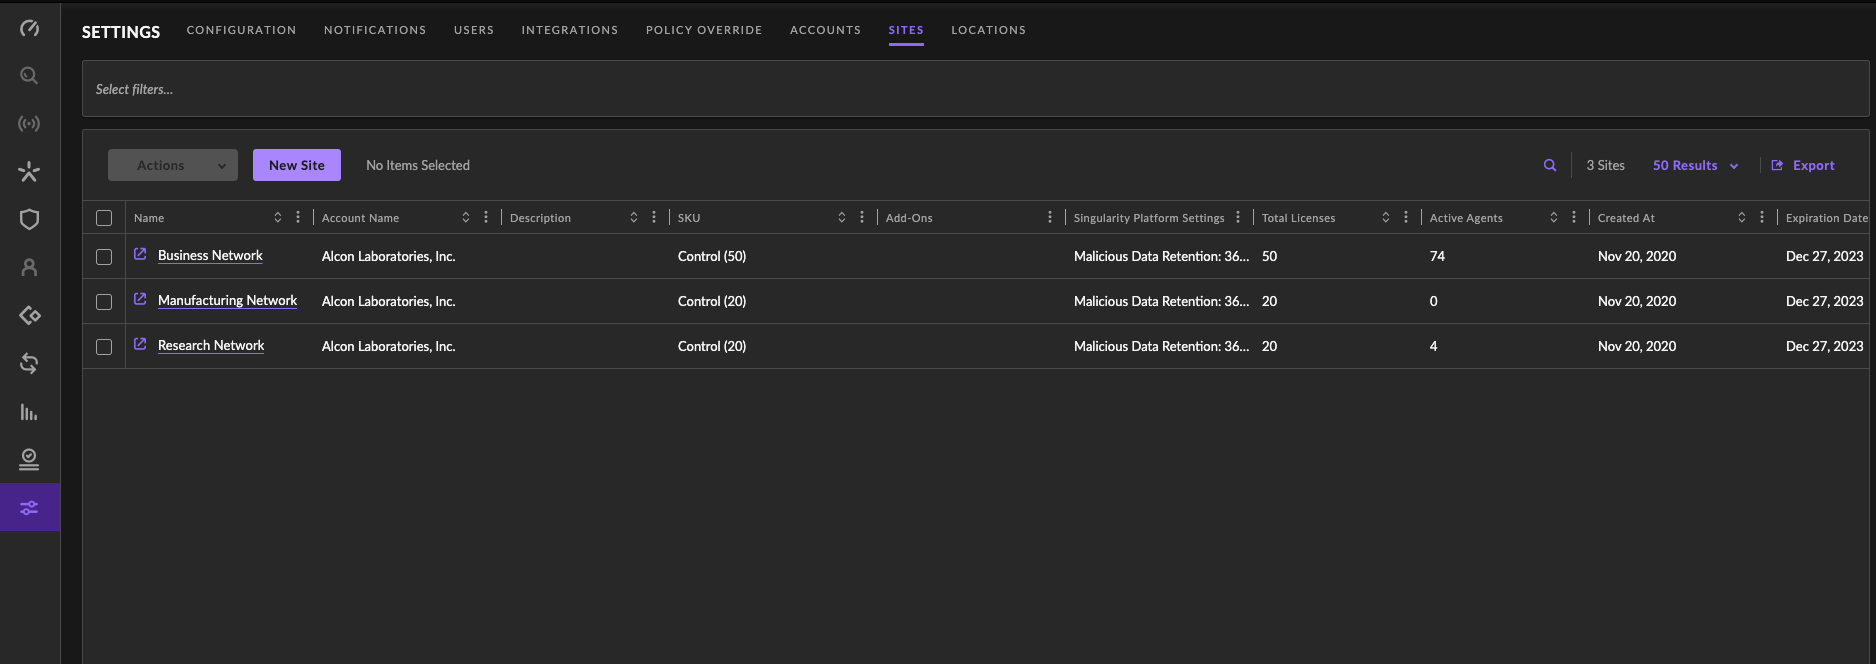 SETTINGS CONFIGURATION NOTIFICATIONS USERS INTEGRATIONS POLICY OVERRIDE ACCOUNTS SITES LOCATIONS
Select filters...
Actions New Site No Items Selected 3 Sites 50 Results Export
Name Account Name Description SKU Add-Ons Singularity Platform Settings Total Licenses Active Agents Created At Expiration Date
Business Network Alcon Laboratories, Inc. Control (50) Malicious Data Retention: 36... 50 74 Nov 20, 2020 Dec 27, 2023
Manufacturing Network Alcon Laboratories, Inc. Control (20) Malicious Data Retention: 36... 20 0 Nov 20, 2020 Dec 27, 2023
Research Network Alcon Laboratories, Inc. Control (20) Malicious Data Retention: 36... 20 4 Nov 20, 2020 Dec 27, 2023